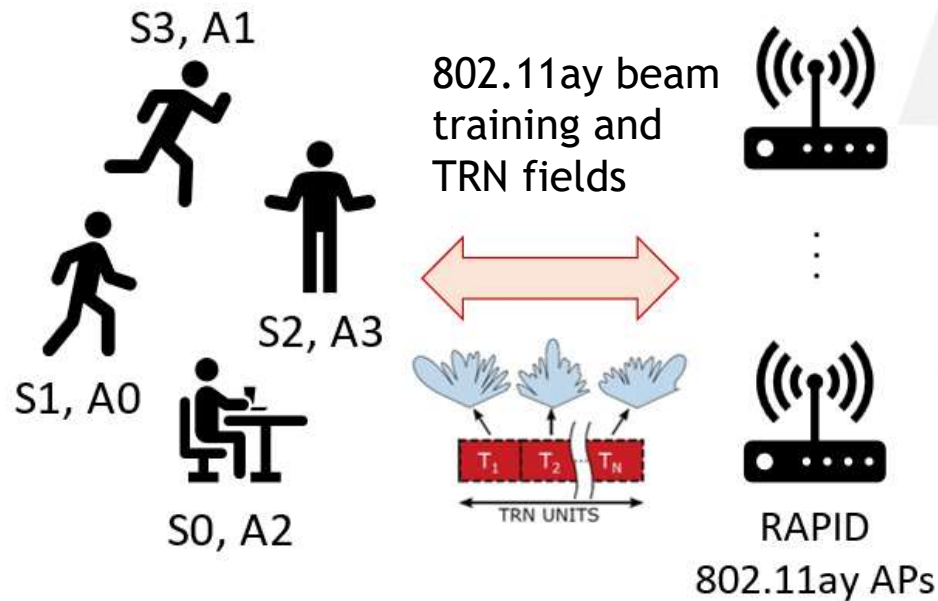 S3, A1
802.11ay beam
training and
TRN fields
S2, A3
S1, A0
S0, A2
T1
T2
TN
TRN UNITS
RAPID
802.11ay APs